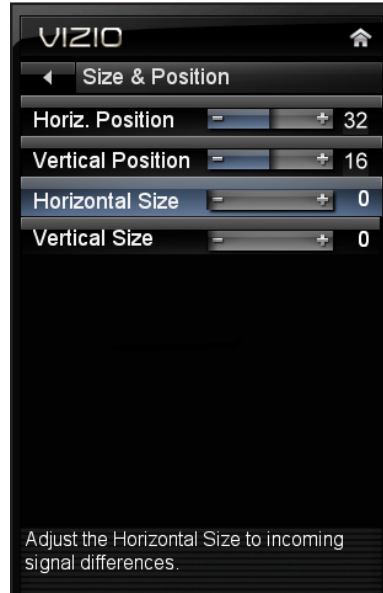 VIZIO
Size & Position
Horiz. Position - + 32
Vertical Position - + 16
Horizontal Size - + 0
Vertical Size - + 0
Adjust the Horizontal Size to incoming
signal differences.